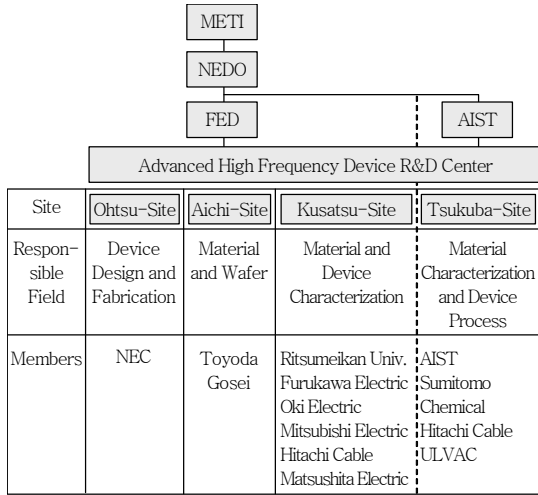 METI
NEDO
FED
AIST
Advanced High Frequency Device R&D Center
Site
Ohtsu-Site
Aichi-Site
Kusatsu-Site
Tsukuba-Site
Respon-
sible
Field
Device
Design and
Fabrication
Material
and Wafer
Material and
Device
Characterization
Material
Characterization
and Device
Process
Members
NEC
Toyoda
Gosei
Ritsumeikan Univ.
Furukawa Electric
Oki Electric
Mitsubishi Electric
Hitachi Cable
Matsushita Electric
AIST
Sumitomo
Chemical
Hitachi Cable
ULVAC